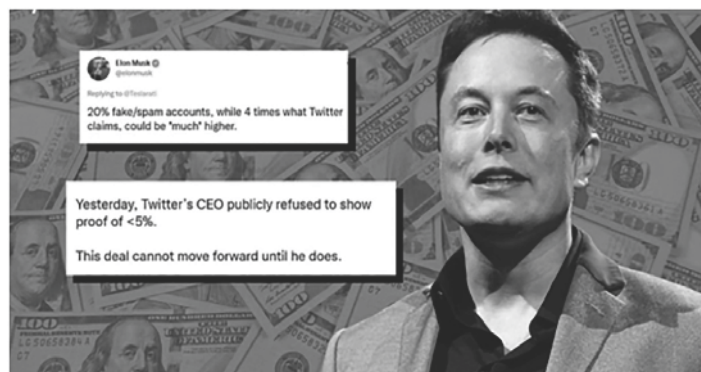 Elon Musk
@elonmusk
Replying to @Teslarati
20% fake/spam accounts, while 4 times what Twitter
claims, could be "much" higher.
Yesterday, Twitter's CEO publicly refused to show
proof of <5%.
This deal cannot move forward until he does.
100